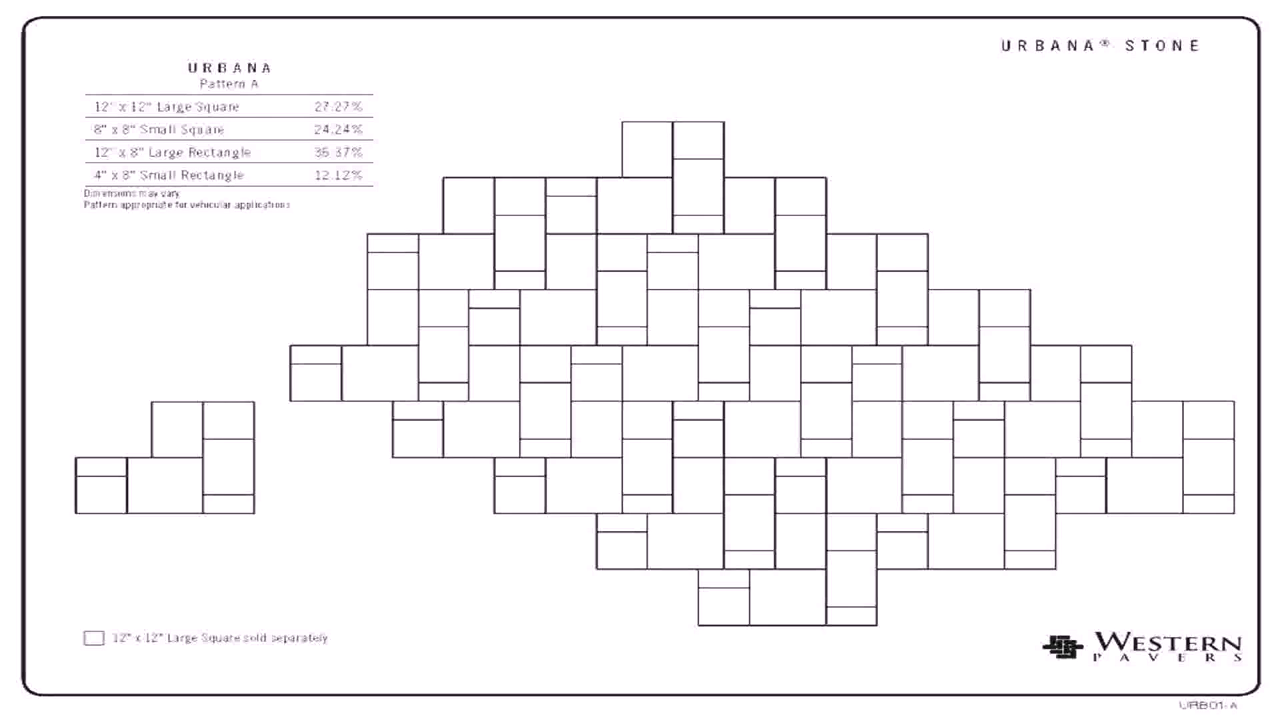 URBANA® STONE
URBANA
Pattern A
12" x 12" Large Square 27.27%
8" x 8" Small Square 24.24%
12" x 8" Large Rectangle 36.37%
4" x 8" Small Rectangle 12.12%
Dimensions may vary.
Pattern appropriate for vehicular applications
12" x 12" Large Square sold separately
WESTERN
PAVERS
URB01-A